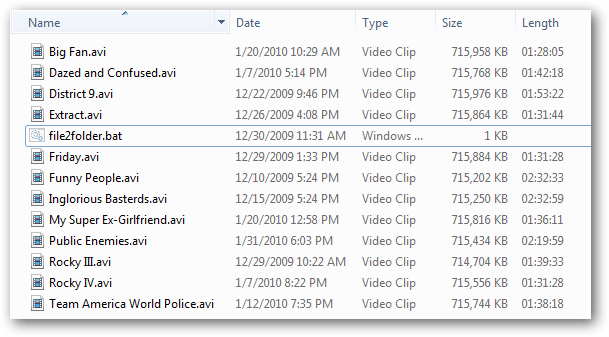 Name Date Type Size Length
Big Fan.avi 1/20/2010 10:29 AM Video Clip 715,958 KB 01:28:05
Dazed and Confused.avi 1/7/2010 5:14 PM Video Clip 715,768 KB 01:42:18
District 9.avi 12/22/2009 9:46 PM Video Clip 715,976 KB 01:53:22
Extract.avi 12/26/2009 4:08 PM Video Clip 715,864 KB 01:31:44
file2folder.bat 12/30/2009 11:31 AM Windows ... 1 KB
Friday.avi 12/29/2009 1:33 PM Video Clip 715,884 KB 01:31:28
Funny People.avi 12/12/2009 5:24 PM Video Clip 715,202 KB 02:32:33
Inglorious Basterds.avi 12/15/2009 5:24 PM Video Clip 715,250 KB 02:32:59
My Super Ex-Girlfriend.avi 1/20/2010 12:58 PM Video Clip 715,816 KB 01:36:11
Public Enemies.avi 1/31/2010 6:03 PM Video Clip 715,434 KB 02:19:59
Rocky III.avi 12/29/2009 10:22 AM Video Clip 714,704 KB 01:39:33
Rocky IV.avi 1/7/2010 8:22 PM Video Clip 715,556 KB 01:31:28
Team America World Police.avi 1/12/2010 7:35 PM Video Clip 715,744 KB 01:38:18